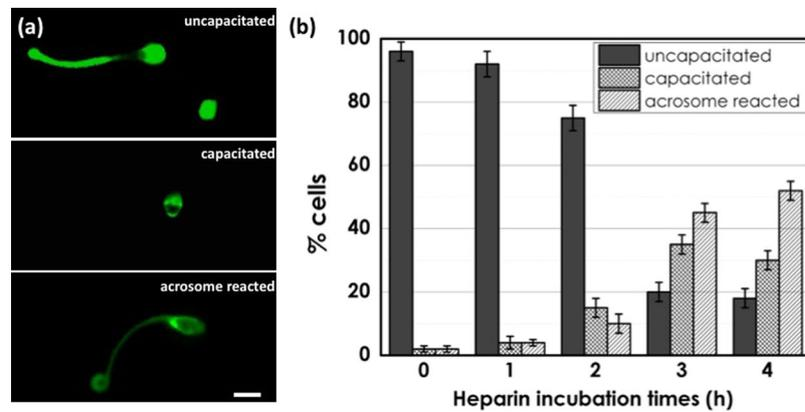 (a)
uncapacitated
capacitated
acrosome reacted
(b)
100
80
60
40
20
0
% cells
uncapacitated
capacitated
acrosome reacted
0 1 2 3 4
Heparin incubation times (h)